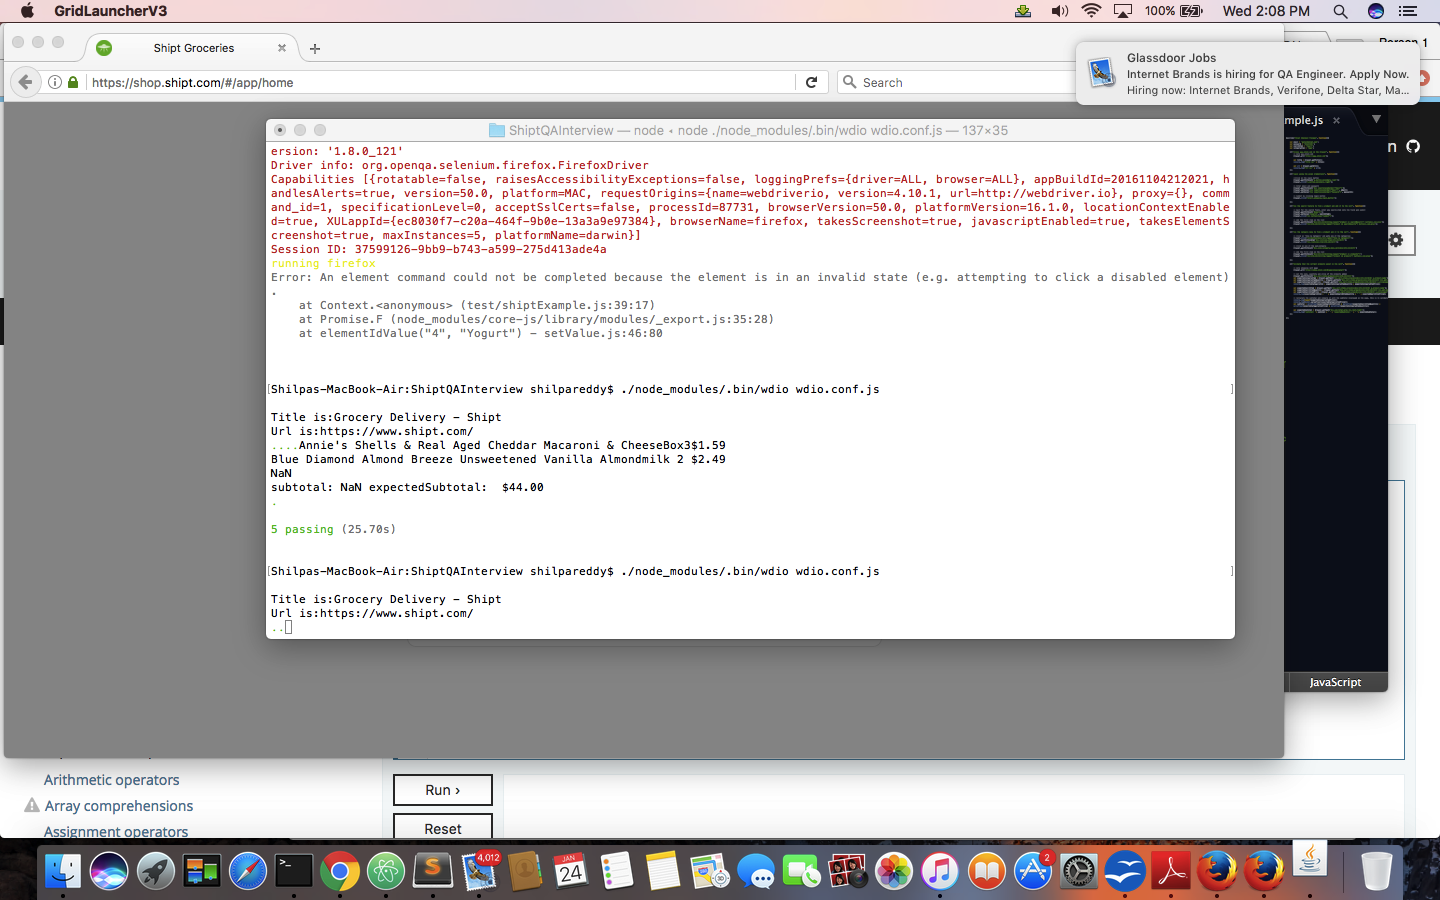 GridLauncherV3
100%
Wed 2:08 PM
Shipt Groceries
Person 1
https://shop.shipt.com/#/app/home
Search
Glassdoor Jobs
Internet Brands is hiring for QA Engineer. Apply Now.
Hiring now: Internet Brands, Verifone, Delta Star, Ma...
mple.js
n
ShiptQAInterview — node ◂ node ./node_modules/.bin/wdio wdio.conf.js — 137×35
ersion: '1.8.0_121'
Driver info: org.openqa.selenium.firefox.FirefoxDriver
Capabilities [{rotatable=false, raisesAccessibilityExceptions=false, loggingPrefs={driver=ALL, browser=ALL}, appBuildId=20161104212021, h
andlesAlerts=true, version=50.0, platform=MAC, requestOrigins={name=webdriverio, version=4.10.1, url=http://webdriver.io}, proxy={}, com
mand_id=1, specificationLevel=0, acceptSslCerts=false, processId=87731, browserVersion=50.0, platformVersion=16.1.0, locationContextEnable
d=true, XULappId={ec8030f7-c20a-464f-9b0e-13a3a9e97384}, browserName=firefox, takesScreenshot=true, javascriptEnabled=true, takesElementS
creenshot=true, maxInstances=5, platformName=darwin}]
Session ID: 37599126-9bb9-b743-a599-275d413ade4a
running firefox
Error: An element command could not be completed because the element is in an invalid state (e.g. attempting to click a disabled element)
.
at Context.<anonymous> (test/shiptExample.js:39:17)
at Promise.F (node_modules/core-js/library/modules/_export.js:35:28)
at elementIdValue("4", "Yogurt") - setValue.js:46:80
[Shilpas-MacBook-Air:ShiptQAInterview shilpareddy$ ./node_modules/.bin/wdio wdio.conf.js ]
Title is:Grocery Delivery - Shipt
Url is:https://www.shipt.com/
....Annie's Shells & Real Aged Cheddar Macaroni & CheeseBox3$1.59
Blue Diamond Almond Breeze Unsweetened Vanilla Almondmilk 2 $2.49
NaN
subtotal: NaN expectedSubtotal:  $44.00
.
5 passing (25.70s)
[Shilpas-MacBook-Air:ShiptQAInterview shilpareddy$ ./node_modules/.bin/wdio wdio.conf.js ]
Title is:Grocery Delivery - Shipt
Url is:https://www.shipt.com/
..
JavaScript
Arithmetic operators
Array comprehensions
Assignment operators
Run ›
Reset
4,012
JAN
24
2